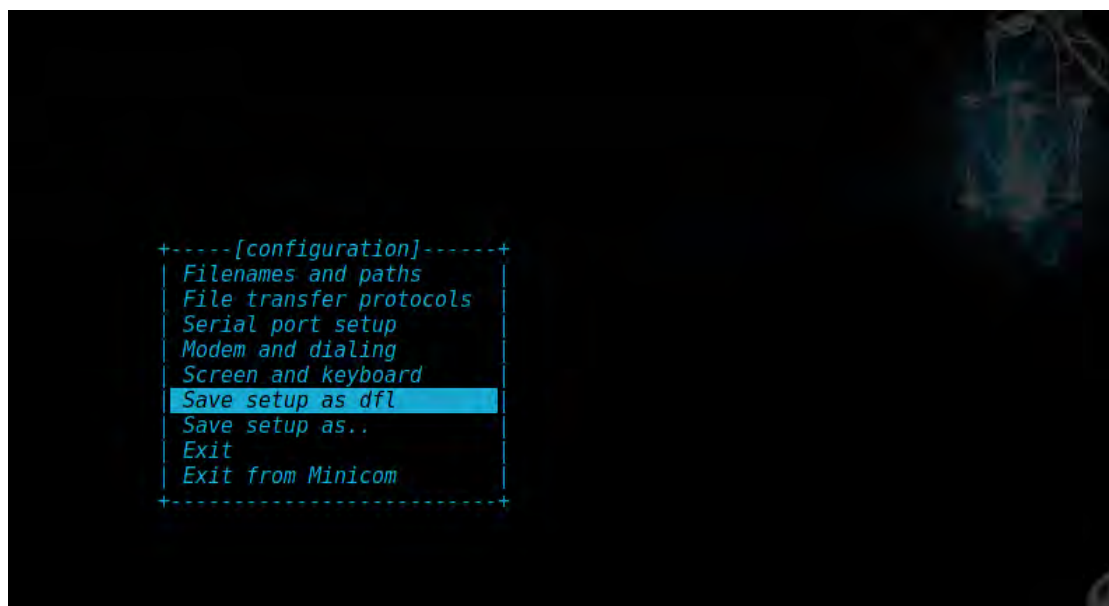 +-----[configuration]------+
| Filenames and paths |
| File transfer protocols |
| Serial port setup |
| Modem and dialing |
| Screen and keyboard |
| Save setup as dfl |
| Save setup as.. |
| Exit |
| Exit from Minicom |
+--------------------------+